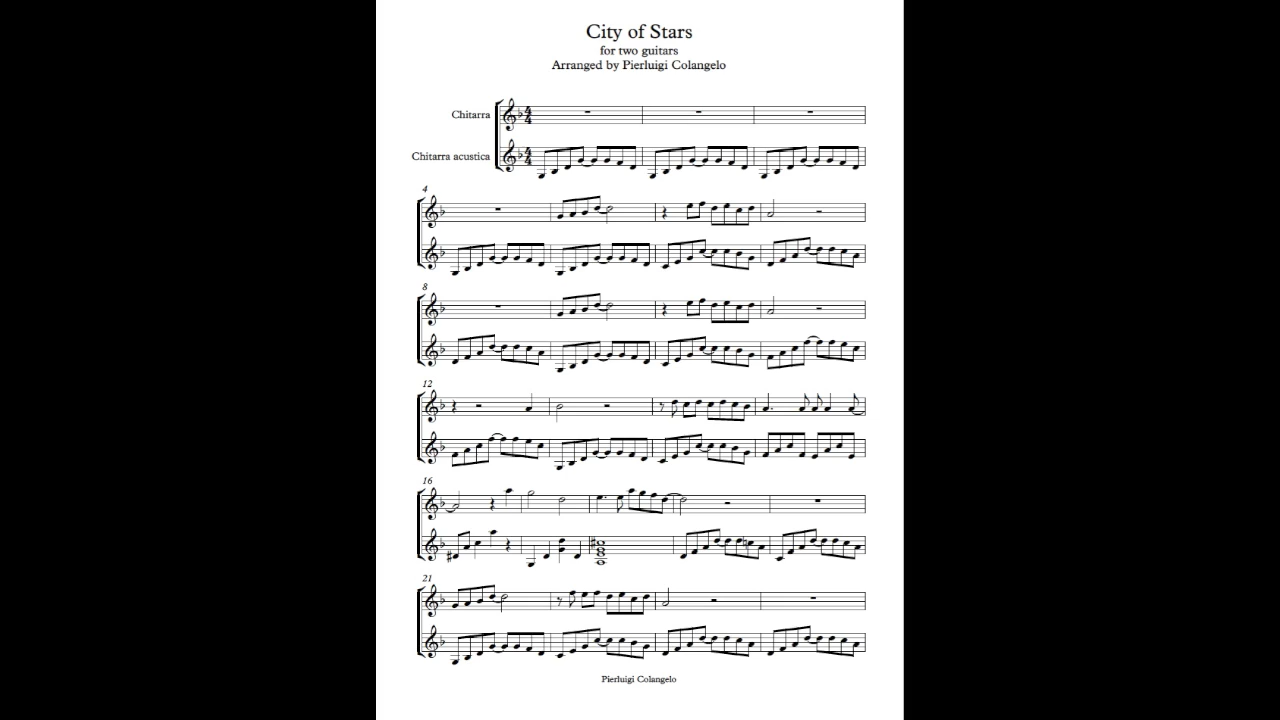 City of Stars
for two guitars
Arranged by Pierluigi Colangelo
Chitarra
Chitarra acustica
4
8
12
16
21
Pierluigi Colangelo